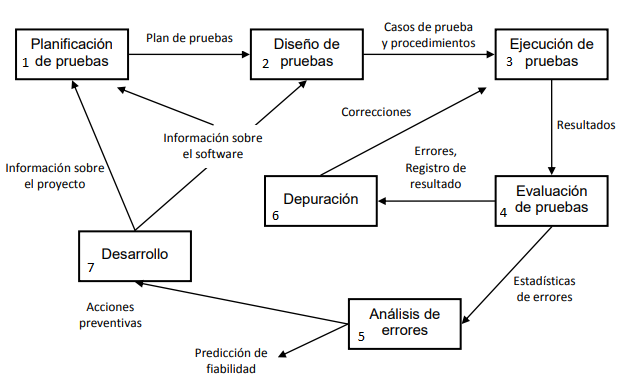 Planificación
1 de pruebas
Plan de pruebas
Diseño de
2 pruebas
Casos de prueba
y procedimientos
Ejecución de
3 pruebas
Correcciones
Información sobre
el software
Resultados
Errores,
Registro de
resultado
Información sobre
el proyecto
Depuración
6
Evaluación
4 de pruebas
Desarrollo
7
Estadísticas
de errores
Acciones
preventivas
Análisis de
5 errores
Predicción de
fiabilidad